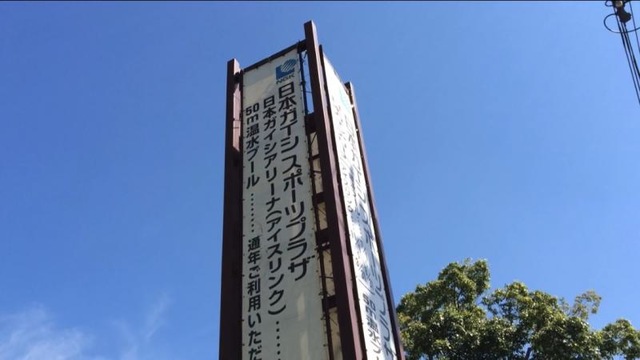 NGK
日本ガイシスポーツプラザ
日本ガイシアリーナ(アイスリンク)……
50m温水プール………通年ご利用いただ